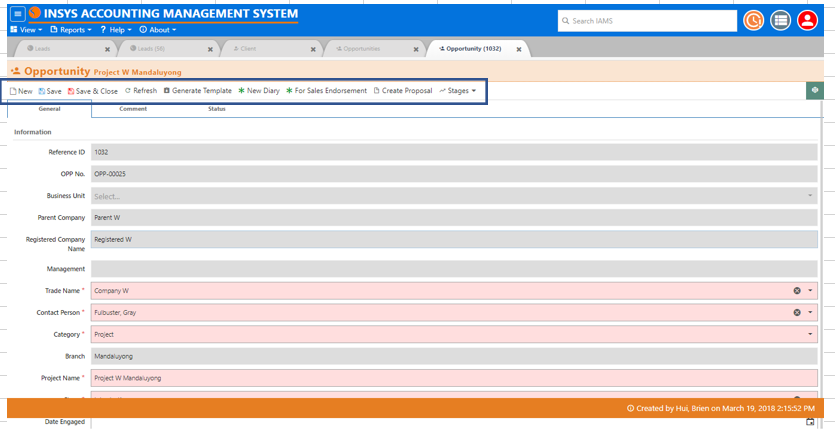 INSYS ACCOUNTING MANAGEMENT SYSTEM
Search IAMS
View Reports ? Help About
Leads Leads (58) Client Opportunities Opportunity (1032)
Opportunity Project W Mandaluyong
New Save Save & Close Refresh Generate Template New Diary For Sales Endorsement Create Proposal Stages
General Comment Status
Information
Reference ID 1032
OPP No. OPP-00025
Business Unit Select...
Parent Company Parent W
Registered Company Name Registered W
Management
Trade Name * Company W
Contact Person * Fulbuster, Gray
Category * Project
Branch Mandaluyong
Project Name * Project W Mandaluyong
Created by Hui, Brien on March 19, 2018 2:15:52 PM
Date Engaged